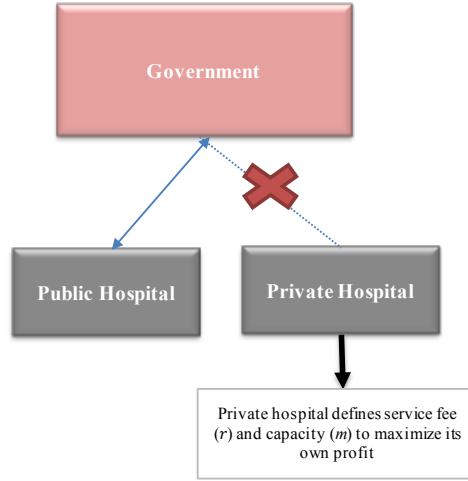 Government
Public Hospital
Private Hospital
Private hospital defines service fee
(r) and capacity (m) to maximize its
own profit